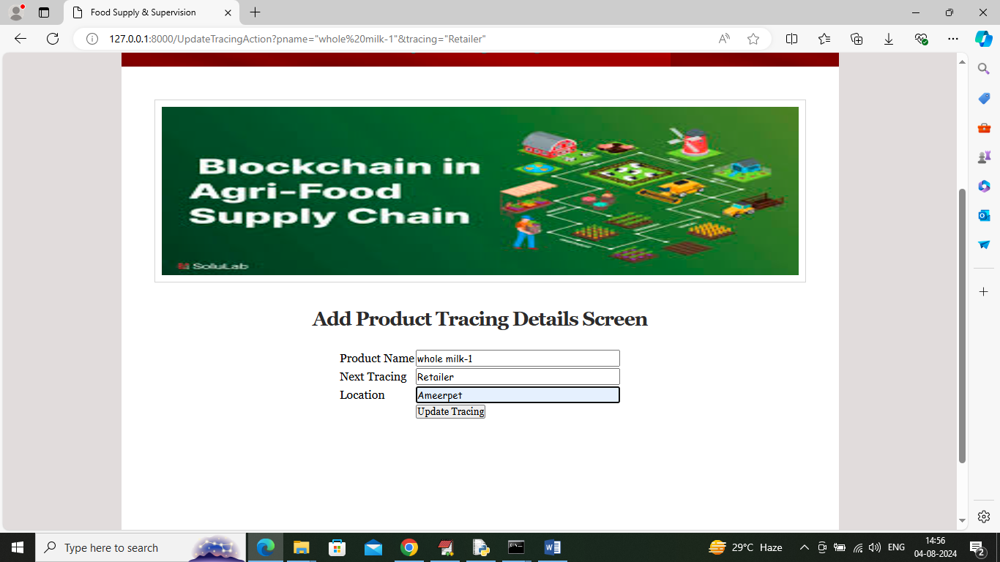 Food Supply & Supervision
127.0.0.1:8000/UpdateTracingAction?pname="whole%20milk-1"&tracing="Retailer"
Blockchain in
Agri-Food
Supply Chain
SoluLab
Add Product Tracing Details Screen
Product Name whole milk-1
Next Tracing Retailer
Location Ameerpet
Update Tracing
Type here to search
29°C Haze
ENG
14:56
04-08-2024
2